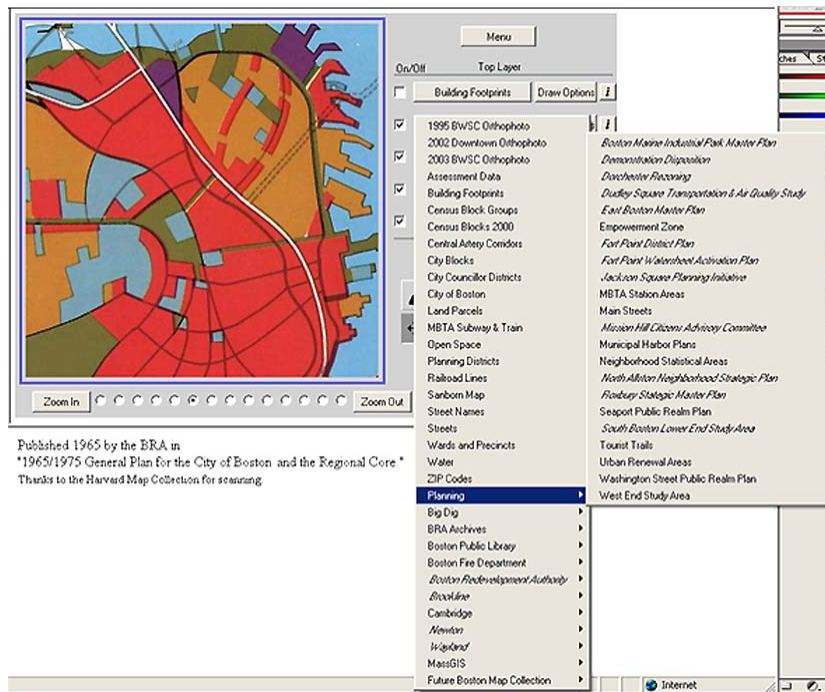 Menu
On/Off Top Layer
Building Footprints Draw Options i
i
1995 BWSC Orthophoto
2002 Downtown Orthophoto
2003 BWSC Orthophoto
Assessment Data
Building Footprints
Census Block Groups
Census Blocks 2000
Central Artery Corridors
City Blocks
City Councillor Districts
City of Boston
Land Parcels
MBTA Subway & Train
Open Space
Planning Districts
Railroad Lines
Sanborn Map
Street Names
Streets
Wards and Precincts
Water
ZIP Codes
Planning
Big Dig
BRA Archives
Boston Public Library
Boston Fire Department
Boston Redevelopment Authority
Brookline
Cambridge
Newton
Wayland
MassGIS
Future Boston Map Collection
Boston Marine Industrial Park Master Plan
Demonstration Disposition
Dorchester Rezoning
Dudley Square Transportation & Air Quality Study
East Boston Master Plan
Empowerment Zone
Fort Point District Plan
Fort Point Watersheet Activation Plan
Jackson Square Planning Initiative
MBTA Station Areas
Main Streets
Mission Hill Citizens Advisory Committee
Municipal Harbor Plans
Neighborhood Statistical Areas
North Allston Neighborhood Strategic Plan
Roxbury Stategic Master Plan
Seaport Public Realm Plan
South Boston Lower End Study Area
Tourist Trails
Urban Renewal Areas
Washington Street Public Realm Plan
West End Study Area
ches St
Zoom In Zoom Out
Published 1965 by the BRA in
"1965/1975 General Plan for the City of Boston and the Regional Core."
Thanks to the Harvard Map Collection for scanning.
Internet